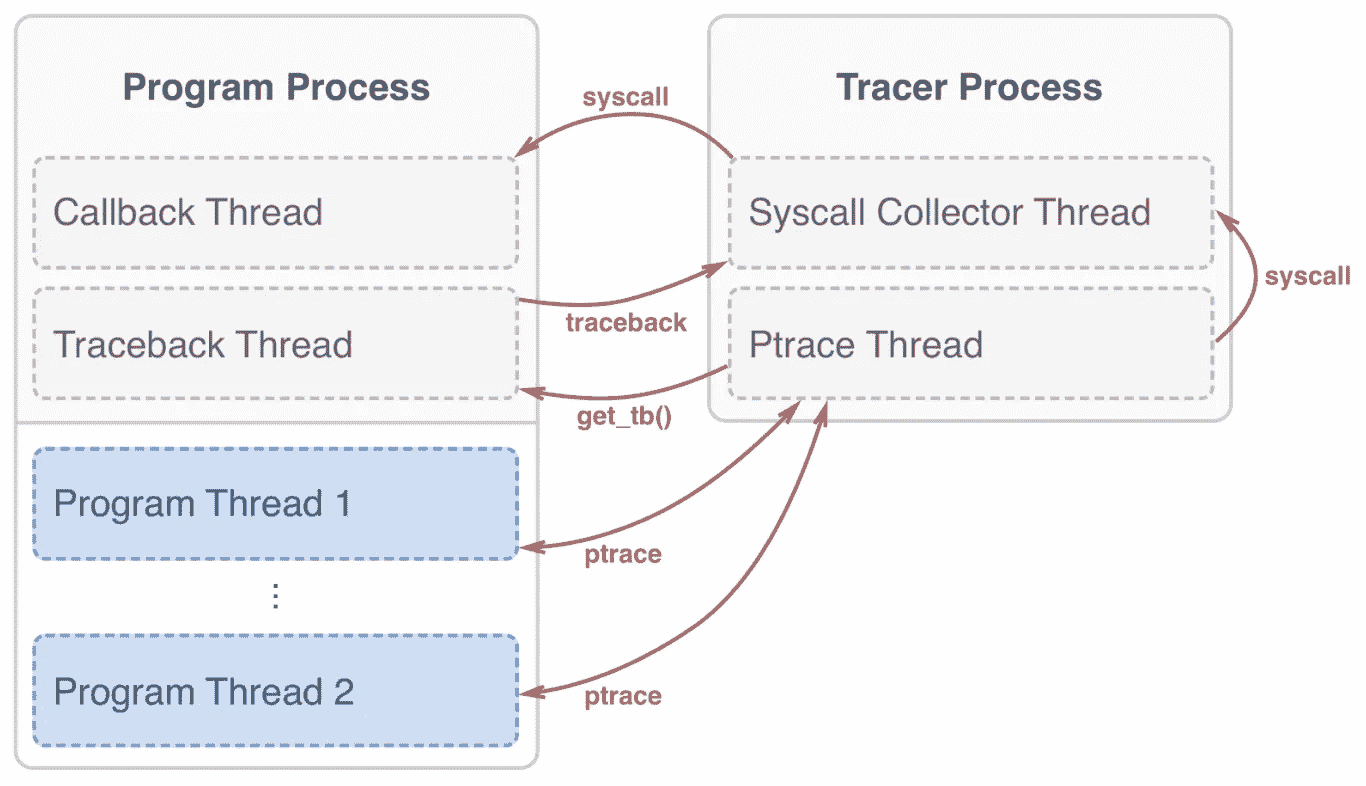 Program Process
Tracer Process
syscall
Callback Thread
Syscall Collector Thread
syscall
traceback
Traceback Thread
Ptrace Thread
get_tb()
Program Thread 1
ptrace
⋮
Program Thread 2
ptrace